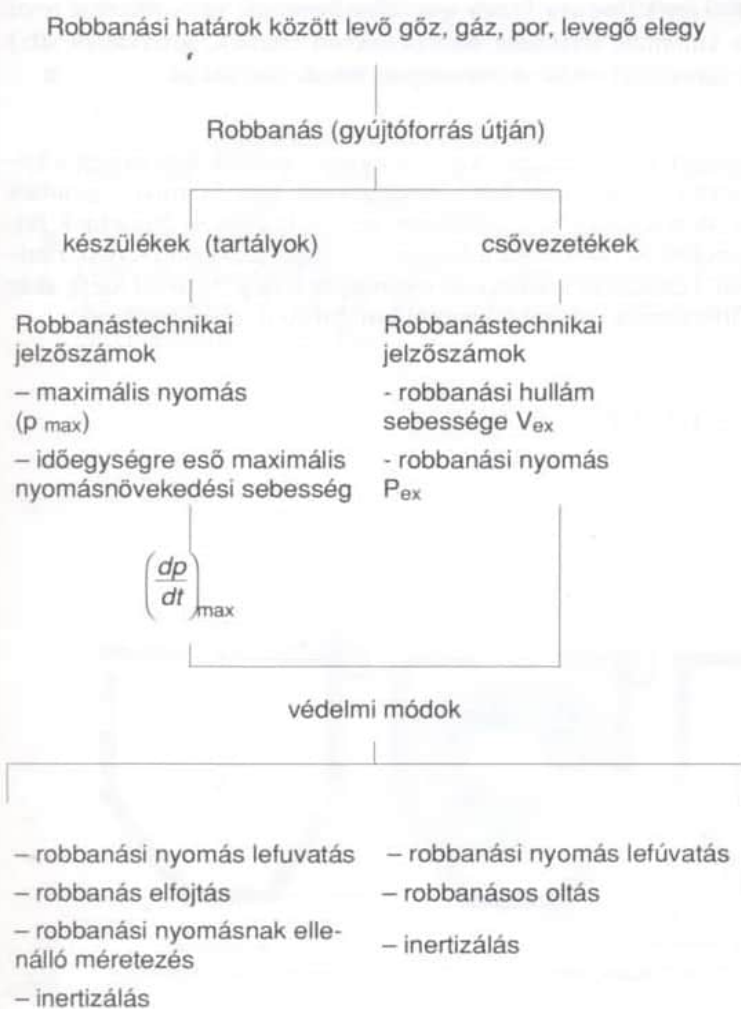 Robbanási határok között levő gőz, gáz, por, levegő elegy
Robbanás (gyújtóforrás útján)
készülékek (tartályok)
csővezetékek
Robbanástechnikai
jelzőszámok
– maximális nyomás
(p max)
– időegységre eső maximális
nyomásnövekedési sebesség
(dp/dt)max
Robbanástechnikai
jelzőszámok
- robbanási hullám
sebessége Vex
- robbanási nyomás
Pex
védelmi módok
– robbanási nyomás lefuvatás
– robbanás elfojtás
– robbanási nyomásnak elle-
nálló méretezés
– inertizálás
– robbanási nyomás lefúvatás
– robbanásos oltás
– inertizálás